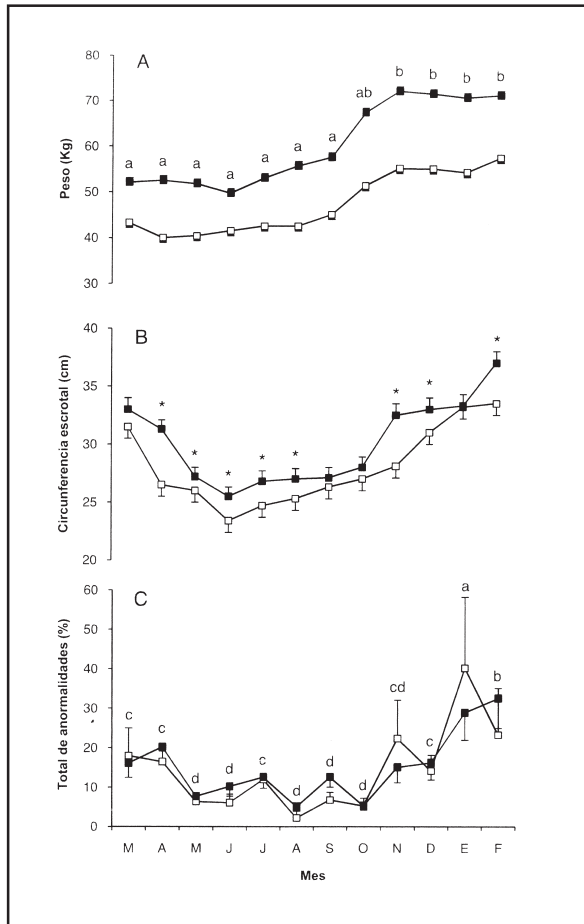 A
80
70
60
50
40
30
Peso (Kg)
a a a a a a a ab b b b b
B
40
35
30
25
20
Circunferencia escrotal (cm)
* * * * * * * *
C
60
50
40
30
20
10
0
Total de anormalidades (%)
c c d d c d d d cd c a b
M A M J J A S O N D E F
Mes